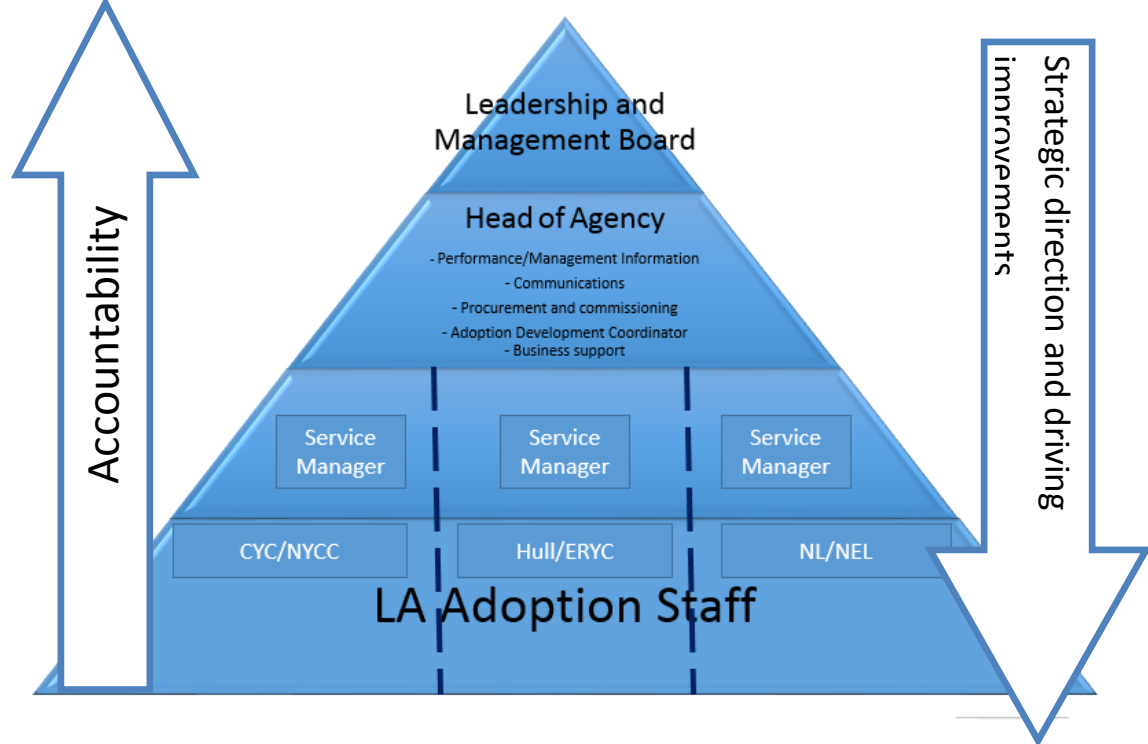 Accountability
Leadership and
Management Board
Head of Agency
- Performance/Management Information
- Communications
- Procurement and commissioning
- Adoption Development Coordinator
- Business support
Service
Manager
Service
Manager
Service
Manager
CYC/NYCC
Hull/ERYC
NL/NEL
LA Adoption Staff
Strategic direction and driving
improvements